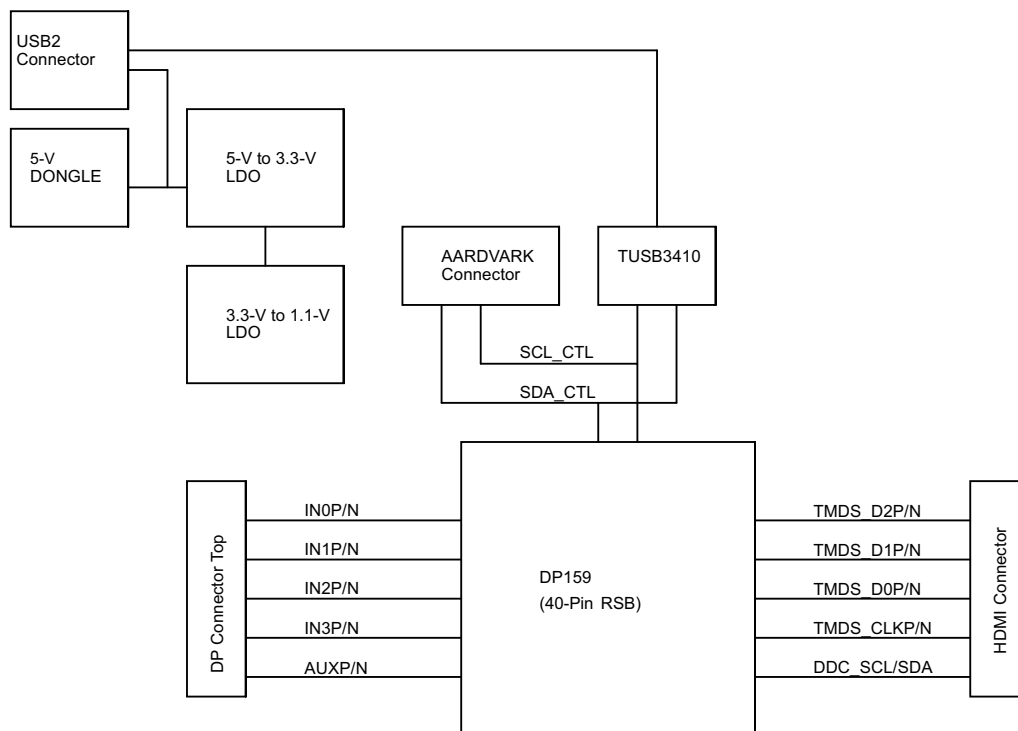 USB2
Connector
5-V
DONGLE
5-V to 3.3-V
LDO
3.3-V to 1.1-V
LDO
AARDVARK
Connector
TUSB3410
SCL_CTL
SDA_CTL
DP Connector Top
IN0P/N
IN1P/N
IN2P/N
IN3P/N
AUXP/N
DP159
(40-Pin RSB)
TMDS_D2P/N
TMDS_D1P/N
TMDS_D0P/N
TMDS_CLKP/N
DDC_SCL/SDA
HDMI Connector